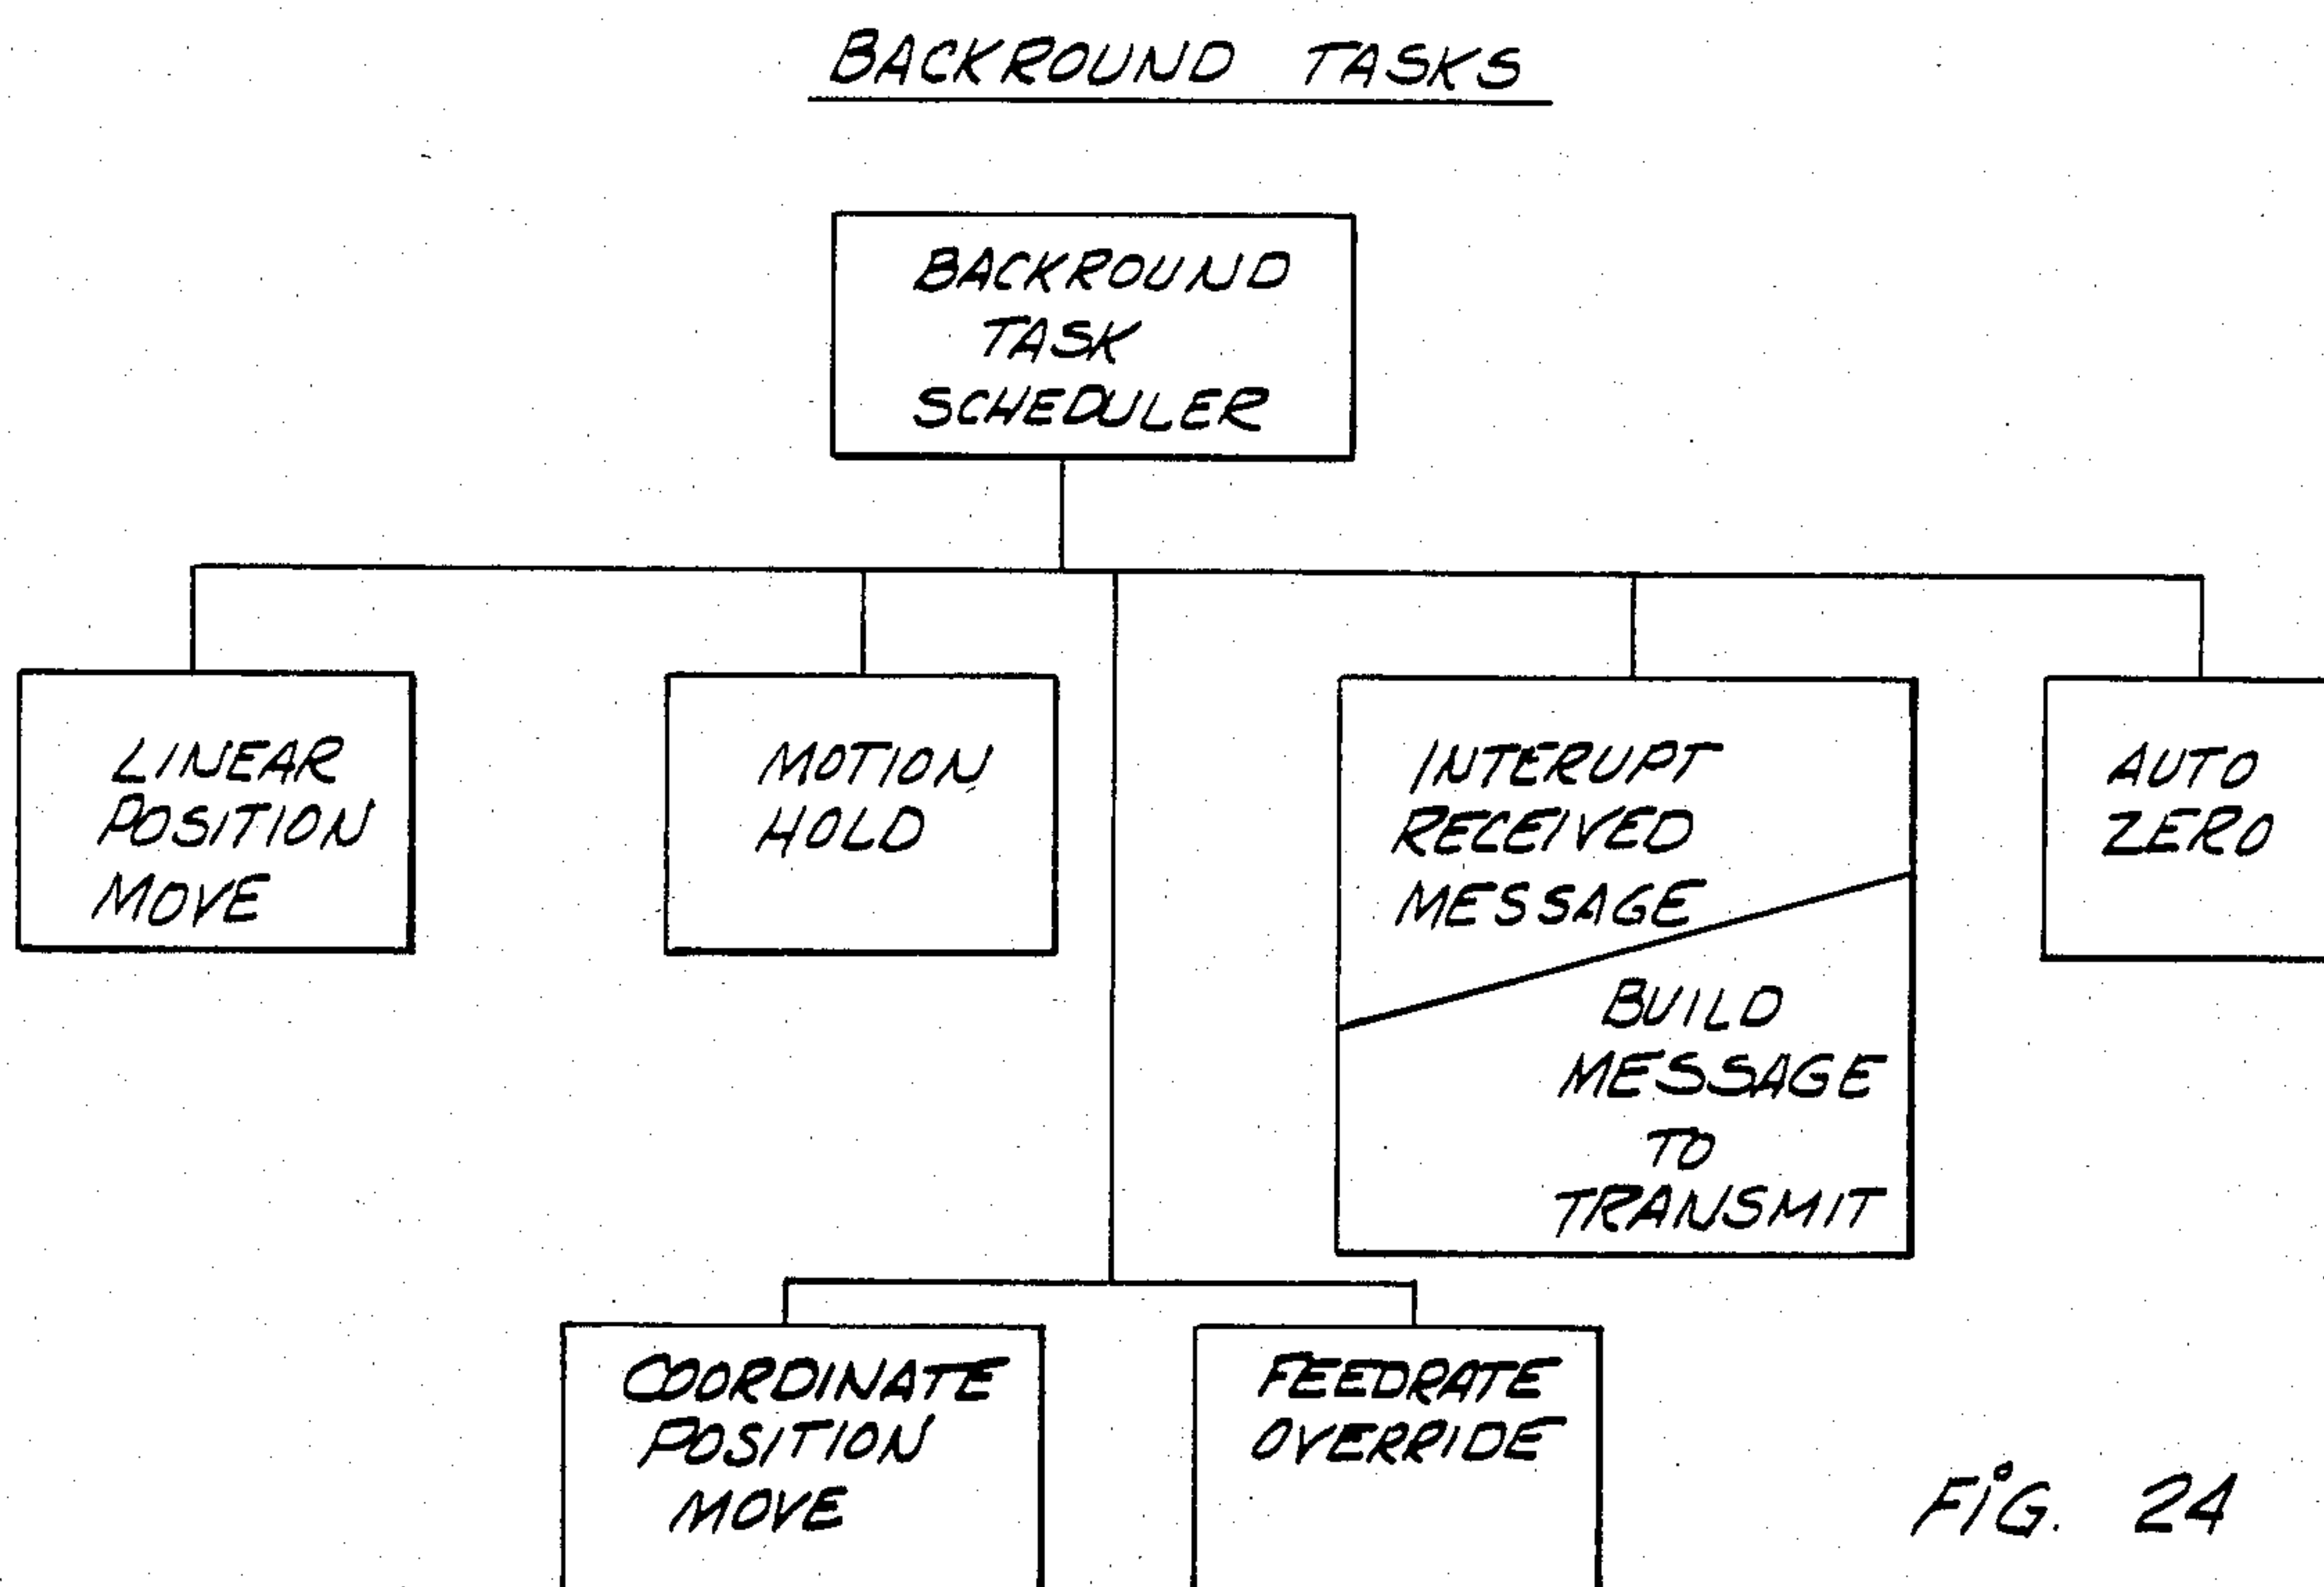 BACKROUND TASKS
BACKROUND
TASK
SCHEDULER
LINEAR
POSITION
MOVE
MOTION
HOLD
INTERUPT
RECEIVED
MESSAGE
BUILD
MESSAGE
TO
TRANSMIT
AUTO
ZERO
COORDINATE
POSITION
MOVE
FEEDRATE
OVERRIDE
FIG. 24